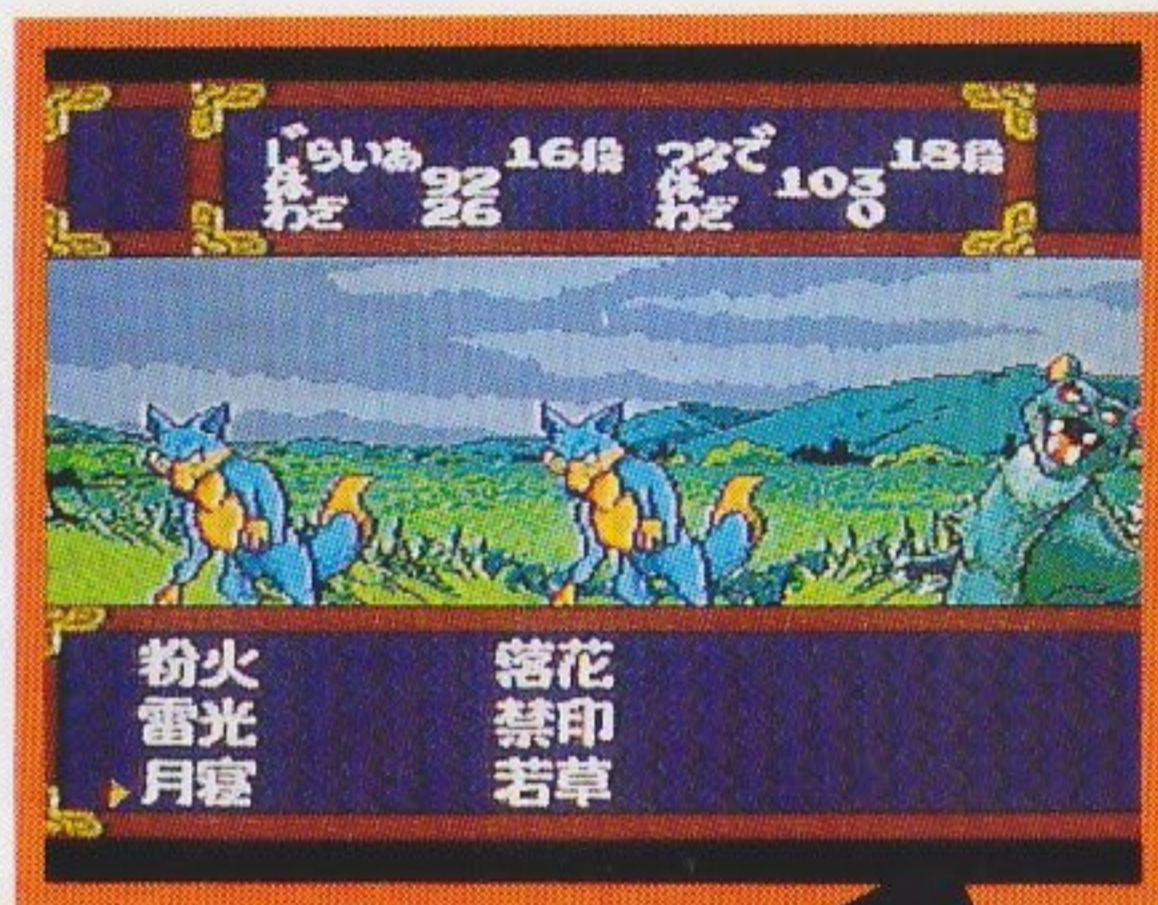 じらいあ 16段 つなで 18段
体 92 体 103
わざ 26 わざ 0
粉火 落花
雷光 禁印
月寝 若草